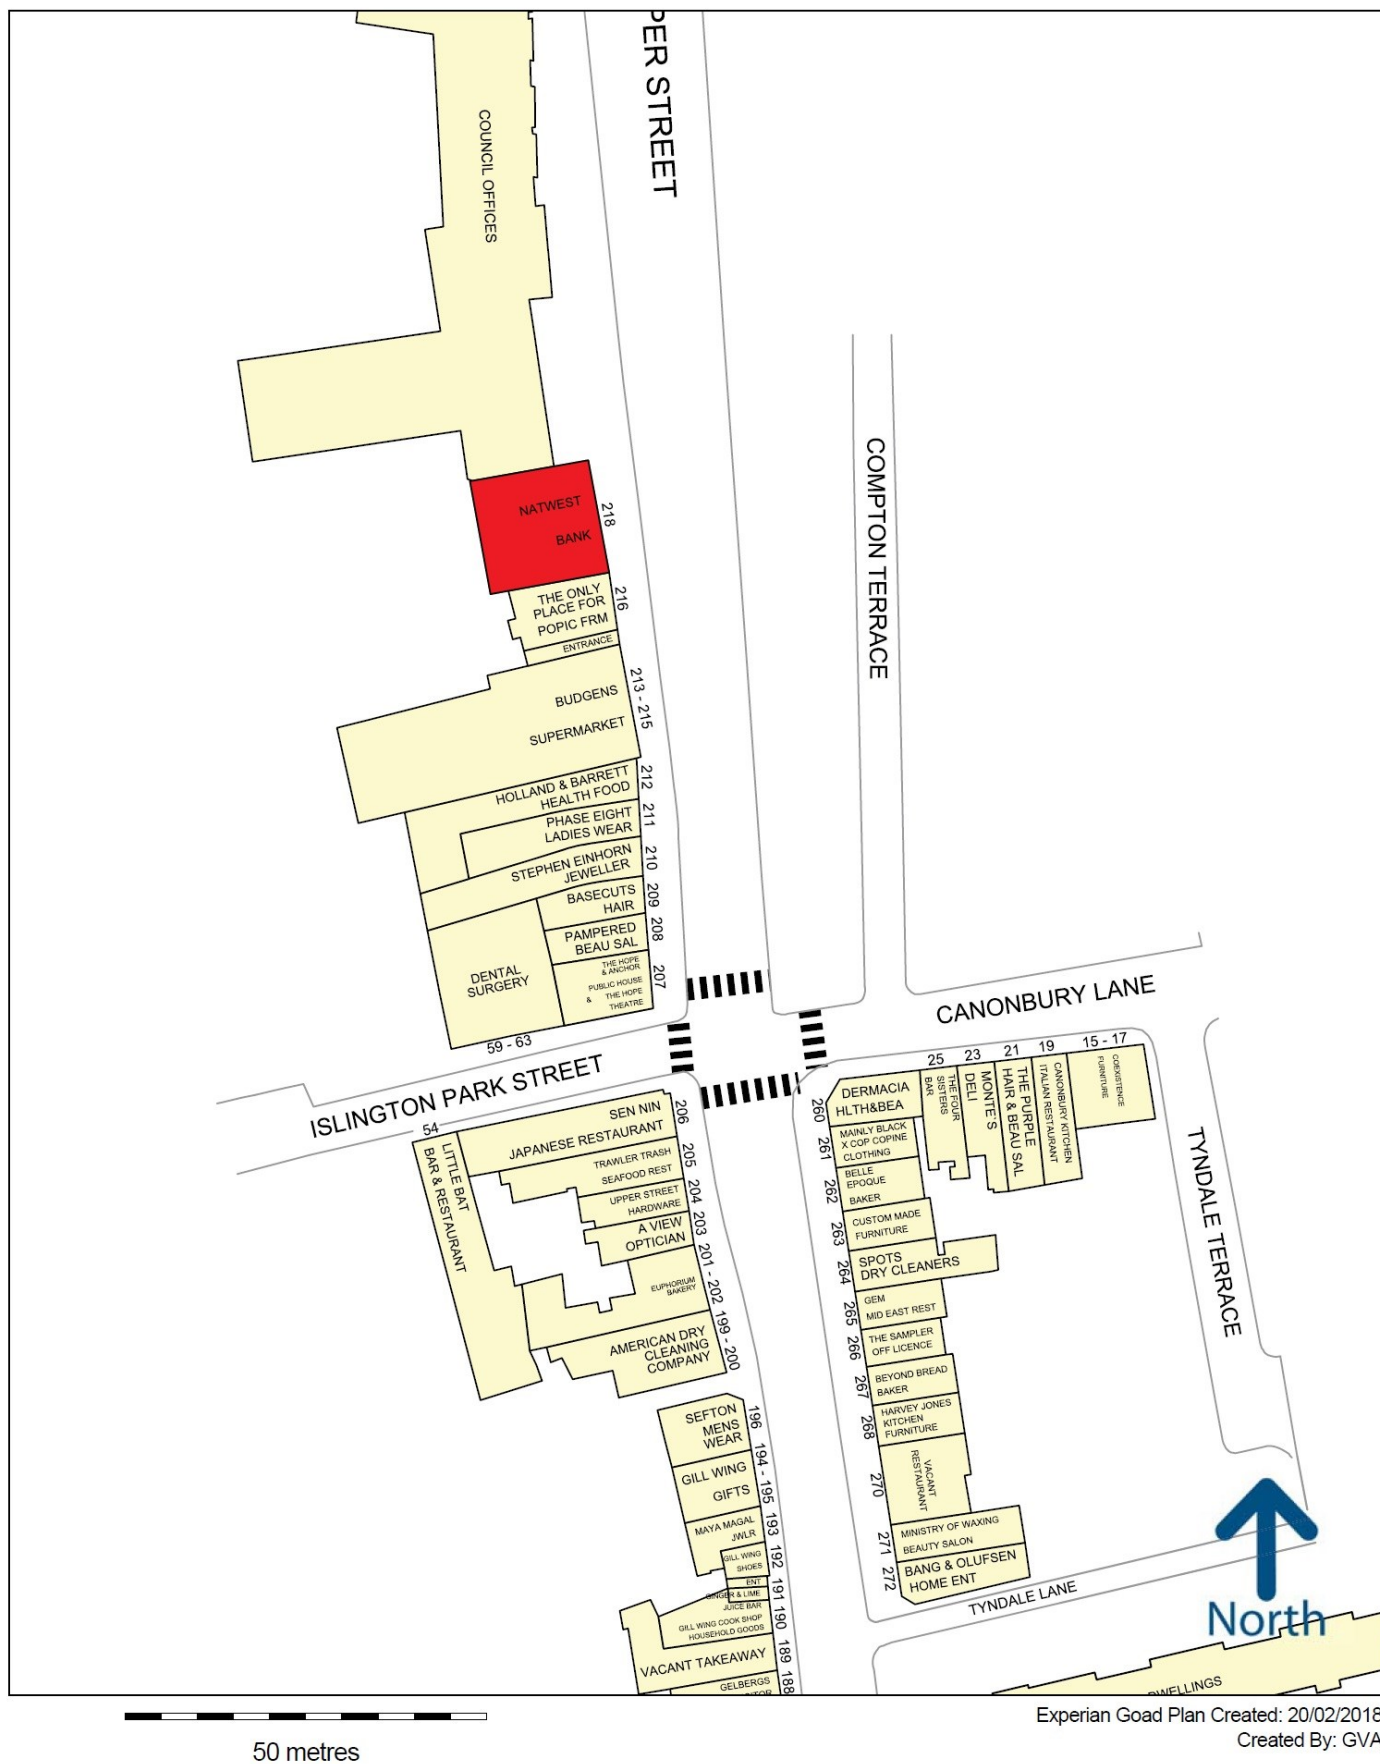 PER STREET
COUNCIL OFFICES
COMPTON TERRACE
NATWEST
BANK
218
THE ONLY
PLACE FOR
POPIC FRM
216
ENTRANCE
BUDGENS
SUPERMARKET
213 - 215
HOLLAND & BARRETT
HEALTH FOOD
212
PHASE EIGHT
LADIES WEAR
211
STEPHEN EINHORN
JEWELLER
210
BASECUTS
HAIR
209
PAMPERED
BEAU SAL
208
THE HOPE
& ANCHOR
PUBLIC HOUSE
& THE HOPE
THEATRE
207
DENTAL
SURGERY
59 - 63
CANONBURY LANE
ISLINGTON PARK STREET
54
LITTLE BAT
BAR & RESTAURANT
SEN NIN
JAPANESE RESTAURANT
206
TRAWLER TRASH
SEAFOOD REST
205
UPPER STREET
HARDWARE
204
A VIEW
OPTICIAN
203
EUPHORIUM
BAKERY
201 - 202
AMERICAN DRY
CLEANING
COMPANY
199 - 200
SEFTON
MENS
WEAR
196
GILL WING
GIFTS
194 - 195
MAYA MAGAL
JWLR
193
GILL WING
SHOES
192
ENT
191
GINGER & LIME
JUICE BAR
GILL WING COOK SHOP
HOUSEHOLD GOODS
190
VACANT TAKEAWAY
189
GELBERGS
188
260
DERMACIA
HLTH&BEA
261
MAINLY BLACK
X COP COPINE
CLOTHING
262
BELLE
EPOQUE
BAKER
263
CUSTOM MADE
FURNITURE
264
SPOTS
DRY CLEANERS
265
GEM
MID EAST REST
266
THE SAMPLER
OFF LICENCE
267
BEYOND BREAD
BAKER
268
HARVEY JONES
KITCHEN
FURNITURE
270
VACANT
RESTAURANT
271
MINISTRY OF WAXING
BEAUTY SALON
272
BANG & OLUFSEN
HOME ENT
25
THE FOUR
SISTERS
BAR
23
MONTE'S
DELI
21
THE PURPLE
HAIR & BEAU SAL
19
CANONBURY KITCHEN
ITALIAN RESTAURANT
15 - 17
COEXISTENCE
FURNITURE
TYNDALE TERRACE
TYNDALE LANE
North
DWELLINGS
50 metres
Experian Goad Plan Created: 20/02/2018
Created By: GVA